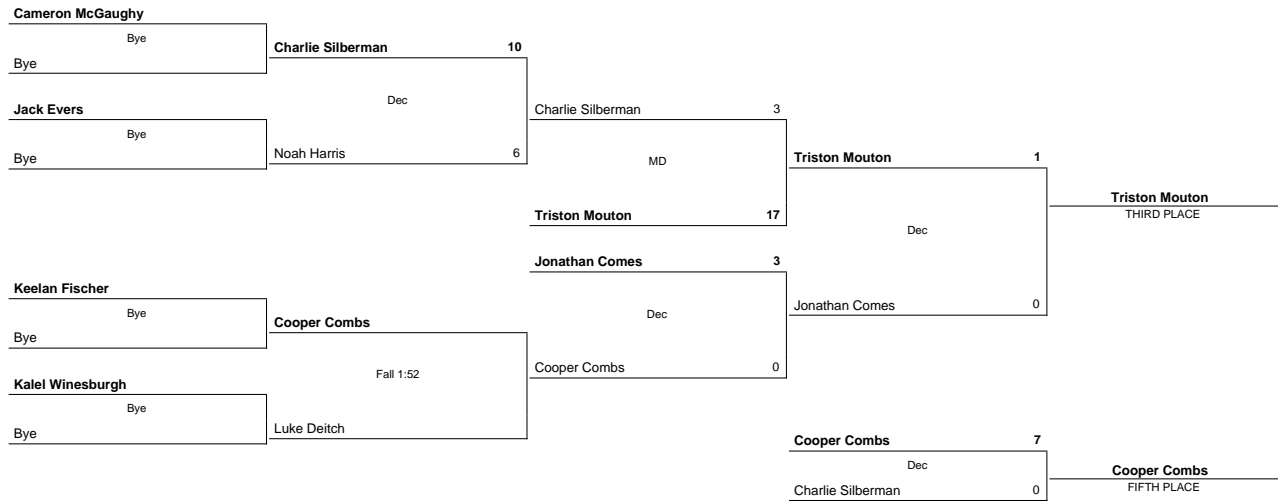 Cameron McGaughy
Bye
Bye
Jack Evers
Bye
Bye
Keelan Fischer
Bye
Bye
Kalel Winesburgh
Bye
Bye
Charlie Silberman 10
Dec
Noah Harris 6
Cooper Combs
Fall 1:52
Luke Deitch
Charlie Silberman 3
MD
Triston Mouton 17
Jonathan Comes 3
Dec
Cooper Combs 0
Triston Mouton 1
Dec
Jonathan Comes 0
Triston Mouton
THIRD PLACE
Cooper Combs 7
Dec
Charlie Silberman 0
Cooper Combs
FIFTH PLACE